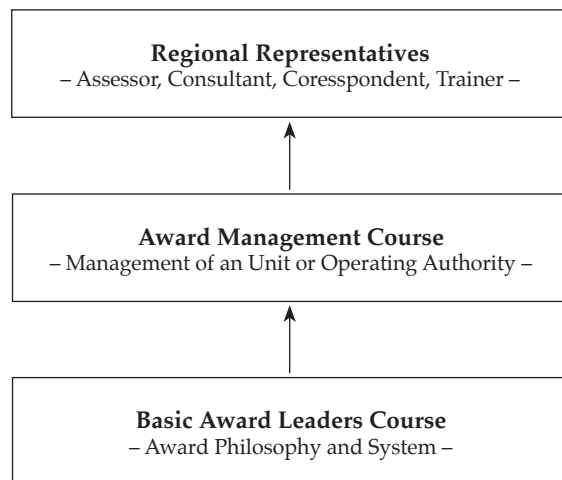 Regional Representatives
– Assessor, Consultant, Coresspondent, Trainer –
Award Management Course
– Management of an Unit or Operating Authority –
Basic Award Leaders Course
– Award Philosophy and System –